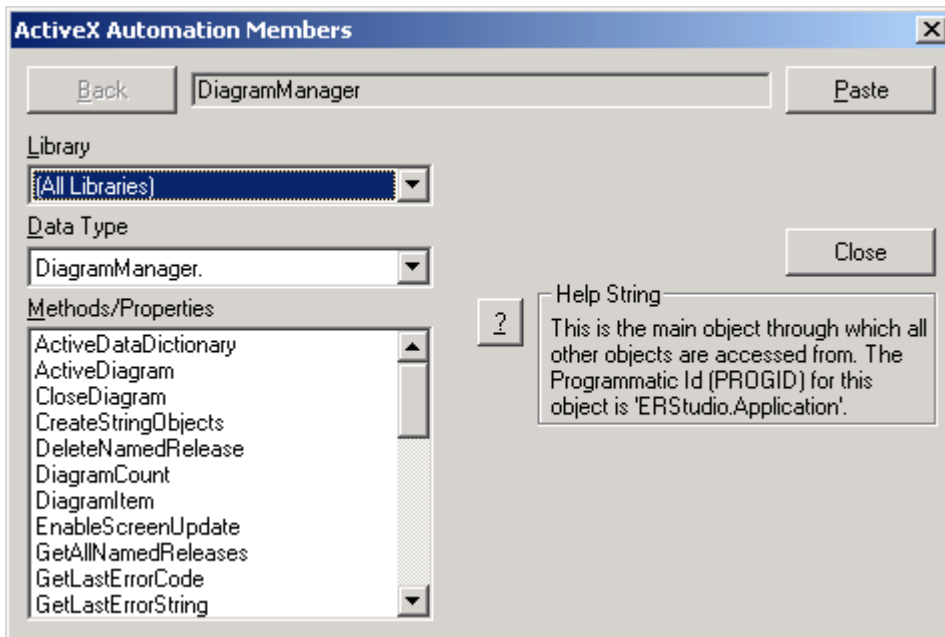 ActiveX Automation Members
Back DiagramManager Paste
Library
(All Libraries)
Data Type
DiagramManager.
Close
Methods/Properties
ActiveDataDictionary
ActiveDiagram
CloseDiagram
CreateStringObjects
DeleteNamedRelease
DiagramCount
DiagramItem
EnableScreenUpdate
GetAllNamedReleases
GetLastErrorCode
GetLastErrorString
?
Help String
This is the main object through which all
other objects are accessed from. The
Programmatic Id (PROGID) for this
object is 'ERStudio.Application'.